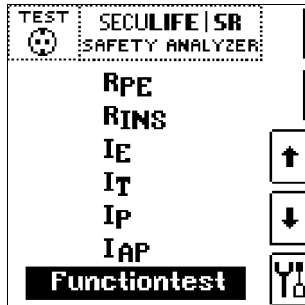 TEST
SECULIFE | SR
SAFETY ANALYZER
RPE
RINS
IE
IT
IP
IAP
Functiontest